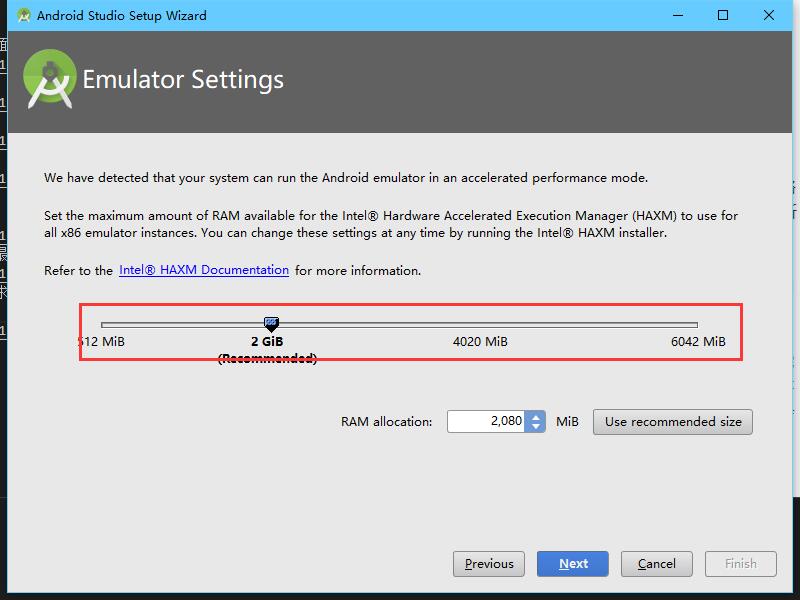 Android Studio Setup Wizard
Emulator Settings
We have detected that your system can run the Android emulator in an accelerated performance mode.
Set the maximum amount of RAM available for the Intel® Hardware Accelerated Execution Manager (HAXM) to use for
all x86 emulator instances. You can change these settings at any time by running the Intel® HAXM installer.
Refer to the Intel® HAXM Documentation for more information.
512 MiB 2 GiB 4020 MiB 6042 MiB
(Recommended)
RAM allocation: 2,080 MiB Use recommended size
Previous Next Cancel Finish